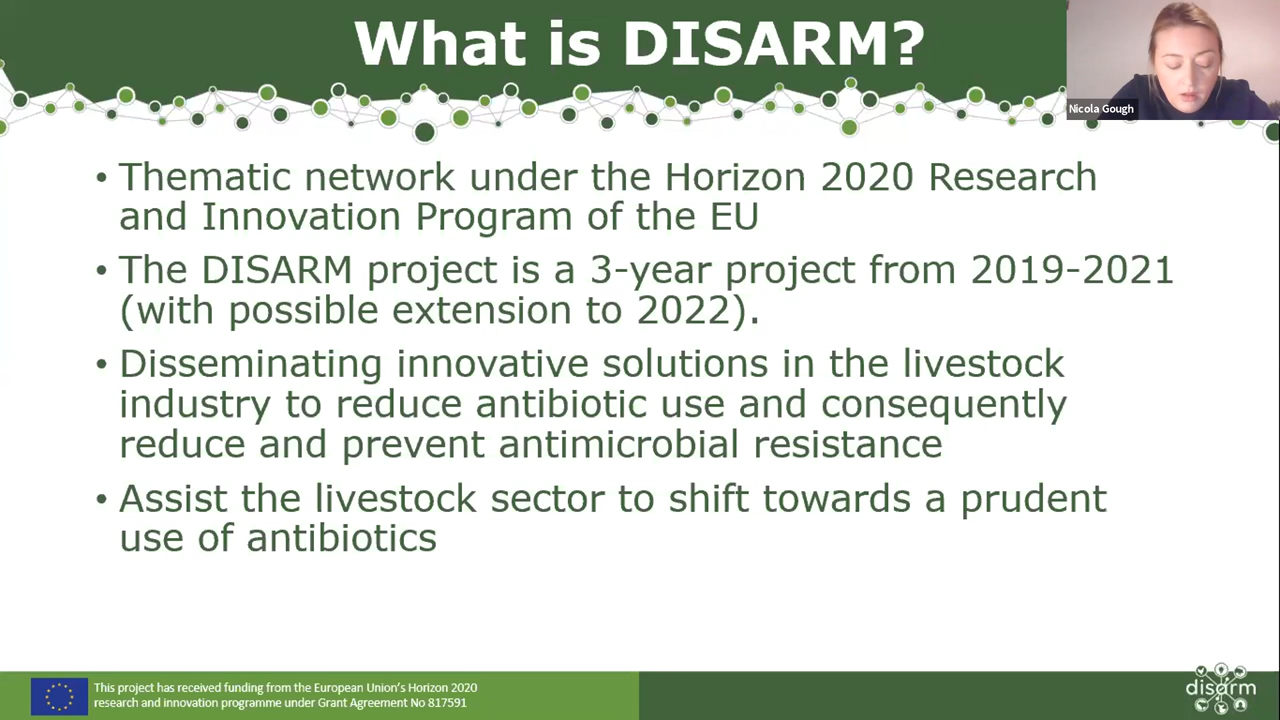 What is DISARM?
Nicola Gough
• Thematic network under the Horizon 2020 Research
and Innovation Program of the EU
• The DISARM project is a 3-year project from 2019-2021
(with possible extension to 2022).
• Disseminating innovative solutions in the livestock
industry to reduce antibiotic use and consequently
reduce and prevent antimicrobial resistance
• Assist the livestock sector to shift towards a prudent
use of antibiotics
This project has received funding from the European Union's Horizon 2020
research and innovation programme under Grant Agreement No 817591
disarm